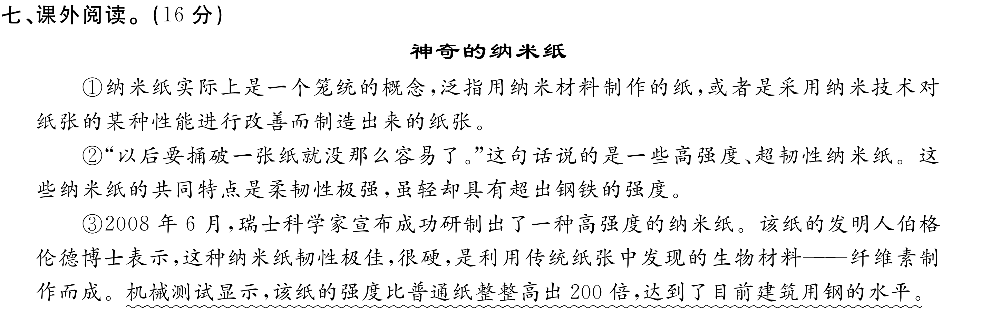 七、课外阅读。(16 分)
神奇的纳米纸
①纳米纸实际上是一个笼统的概念,泛指用纳米材料制作的纸,或者是采用纳米技术对
纸张的某种性能进行改善而制造出来的纸张。
②“以后要捅破一张纸就没那么容易了。”这句话说的是一些高强度、超韧性纳米纸。这
些纳米纸的共同特点是柔韧性极强,虽轻却具有超出钢铁的强度。
③2008 年 6 月,瑞士科学家宣布成功研制出了一种高强度的纳米纸。该纸的发明人伯格
伦德博士表示,这种纳米纸韧性极佳,很硬,是利用传统纸张中发现的生物材料——纤维素制
作而成。机械测试显示,该纸的强度比普通纸整整高出 200 倍,达到了目前建筑用钢的水平。